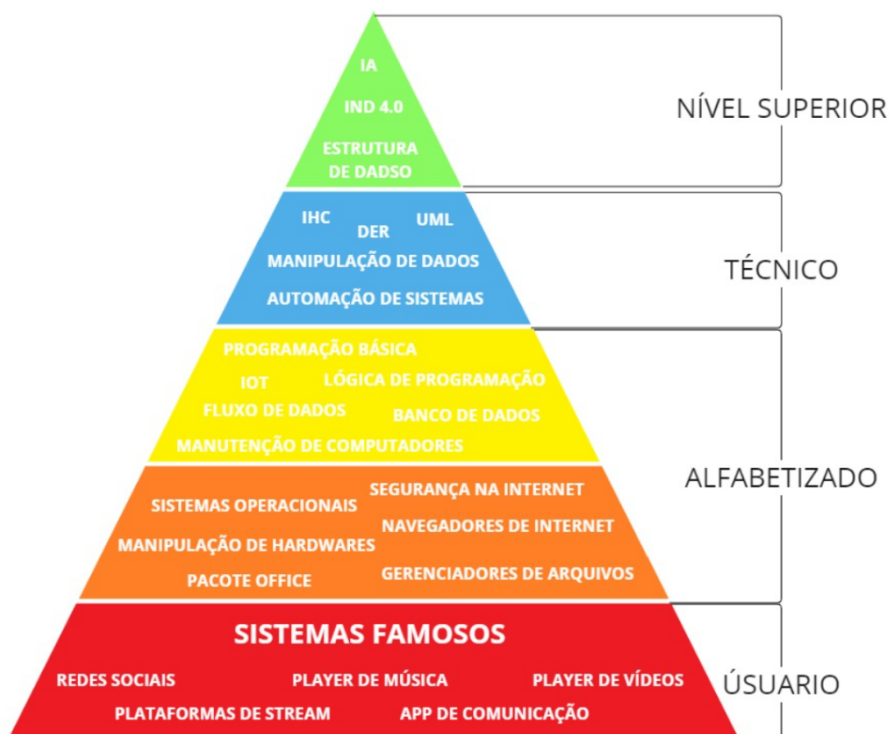 IA
IND 4.0
ESTRUTURA
DE DADSO
NÍVEL SUPERIOR
IHC
UML
DER
MANIPULAÇÃO DE DADOS
AUTOMAÇÃO DE SISTEMAS
TÉCNICO
PROGRAMAÇÃO BÁSICA
IOT
LÓGICA DE PROGRAMAÇÃO
FLUXO DE DADOS
BANCO DE DADOS
MANUTENÇÃO DE COMPUTADORES
ALFABETIZADO
SEGURANÇA NA INTERNET
SISTEMAS OPERACIONAIS
NAVEGADORES DE INTERNET
MANIPULAÇÃO DE HARDWARES
GERENCIADORES DE ARQUIVOS
PACOTE OFFICE
SISTEMAS FAMOSOS
REDES SOCIAIS
PLAYER DE MÚSICA
PLAYER DE VÍDEOS
PLATAFORMAS DE STREAM
APP DE COMUNICAÇÃO
ÚSUARIO